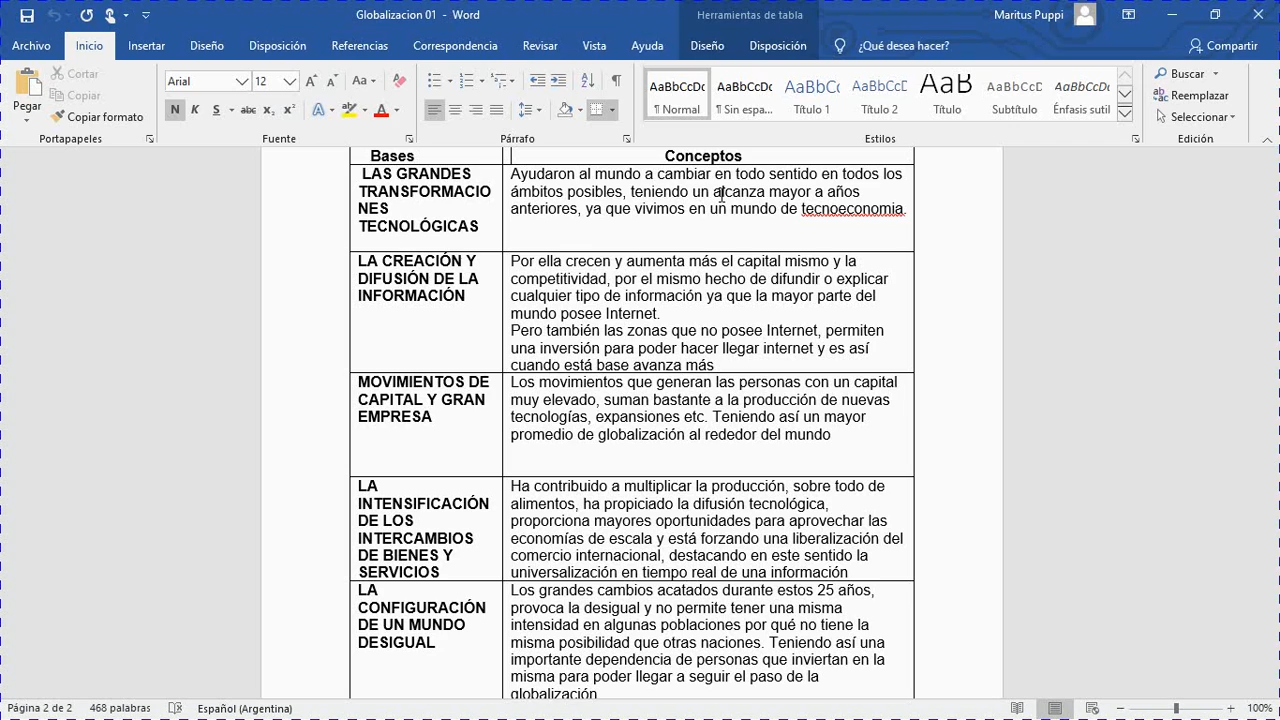 Globalizacion 01 - Word
Herramientas de tabla
Maritus Puppi
Archivo Inicio Insertar Diseño Disposición Referencias Correspondencia Revisar Vista Ayuda Diseño Disposición ¿Qué desea hacer? Compartir
Pegar
Cortar
Copiar
Copiar formato
Portapapeles
Arial 12
Aa
N K S abc x₂ x²
A A
Fuente
Párrafo
AaBbCcDc AaBbCcDc AaBbCc AaBbCcD AaB AaBbCcD AaBbCcDc
¶ Normal ¶ Sin espa... Título 1 Título 2 Título Subtítulo Énfasis sutil
Estilos
Buscar
Reemplazar
Seleccionar
Edición
Bases Conceptos
LAS GRANDES
TRANSFORMACIO
NES
TECNOLÓGICAS
Ayudaron al mundo a cambiar en todo sentido en todos los
ámbitos posibles, teniendo un alcanza mayor a años
anteriores, ya que vivimos en un mundo de tecnoeconomia.
LA CREACIÓN Y
DIFUSIÓN DE LA
INFORMACIÓN
Por ella crecen y aumenta más el capital mismo y la
competitividad, por el mismo hecho de difundir o explicar
cualquier tipo de información ya que la mayor parte del
mundo posee Internet.
Pero también las zonas que no posee Internet, permiten
una inversión para poder hacer llegar internet y es así
cuando está base avanza más
MOVIMIENTOS DE
CAPITAL Y GRAN
EMPRESA
Los movimientos que generan las personas con un capital
muy elevado, suman bastante a la producción de nuevas
tecnologías, expansiones etc. Teniendo así un mayor
promedio de globalización al rededor del mundo
LA
INTENSIFICACIÓN
DE LOS
INTERCAMBIOS
DE BIENES Y
SERVICIOS
Ha contribuido a multiplicar la producción, sobre todo de
alimentos, ha propiciado la difusión tecnológica,
proporciona mayores oportunidades para aprovechar las
economías de escala y está forzando una liberalización del
comercio internacional, destacando en este sentido la
universalización en tiempo real de una información
LA
CONFIGURACIÓN
DE UN MUNDO
DESIGUAL
Los grandes cambios acatados durante estos 25 años,
provoca la desigual y no permite tener una misma
intensidad en algunas poblaciones por qué no tiene la
misma posibilidad que otras naciones. Teniendo así una
importante dependencia de personas que inviertan en la
misma para poder llegar a seguir el paso de la
globalización
Página 2 de 2 468 palabras Español (Argentina) 100%